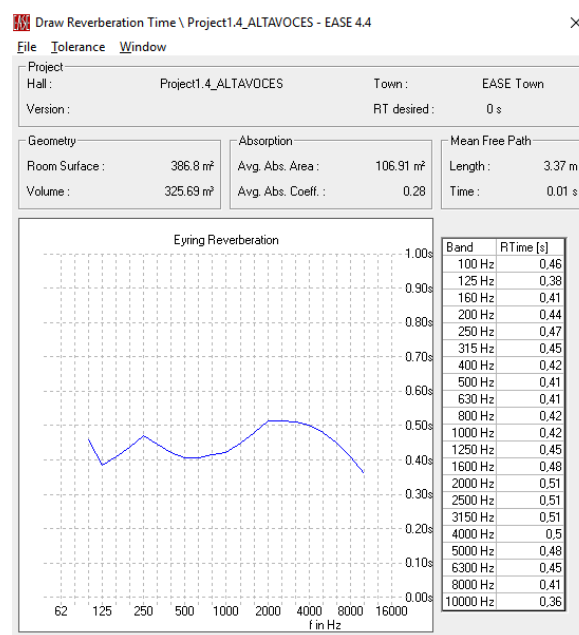 EASE Draw Reverberation Time \ Project1.4_ALTAVOCES - EASE 4.4
File Tolerance Window
Project
Hall : Project1.4_ALTAVOCES Town : EASE Town
Version : RT desired : 0 s
Geometry Absorption Mean Free Path
Room Surface : 386.8 m² Avg. Abs. Area : 106.91 m² Length : 3.37 m
Volume : 325.69 m³ Avg. Abs. Coeff. : 0.28 Time : 0.01 s
Eyring Reverberation
1.00s
0.90s
0.80s
0.70s
0.60s
0.50s
0.40s
0.30s
0.20s
0.10s
0.00s
62 125 250 500 1000 2000 4000 8000 16000
f in Hz
Band RTime [s]
100 Hz 0,46
125 Hz 0,38
160 Hz 0,41
200 Hz 0,44
250 Hz 0,47
315 Hz 0,45
400 Hz 0,42
500 Hz 0,41
630 Hz 0,41
800 Hz 0,42
1000 Hz 0,42
1250 Hz 0,45
1600 Hz 0,48
2000 Hz 0,51
2500 Hz 0,51
3150 Hz 0,51
4000 Hz 0,5
5000 Hz 0,48
6300 Hz 0,45
8000 Hz 0,41
10000 Hz 0,36